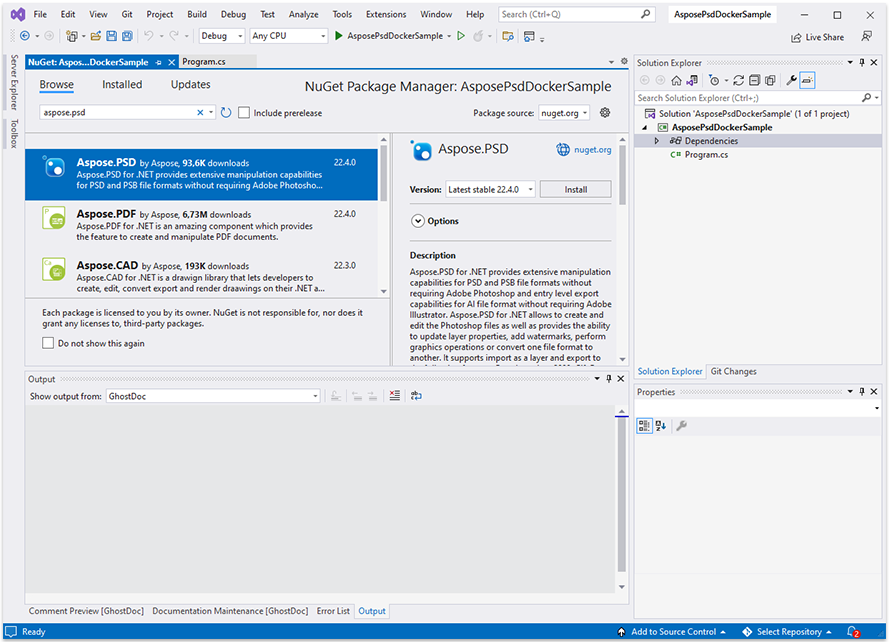 File Edit View Git Project Build Debug Test Analyze Tools Extensions Window Help Search (Ctrl+Q) AsposePsdDockerSample
Debug Any CPU AsposePsdDockerSample Live Share
Server Explorer
Toolbox
NuGet: Aspos...DockerSample Program.cs
Browse Installed Updates NuGet Package Manager: AsposePsdDockerSample
aspose.psd Include prerelease Package source: nuget.org
Aspose.PSD by Aspose, 93,6K downloads 22.4.0
Aspose.PSD for .NET provides extensive manipulation capabilities
for PSD and PSB file formats without requiring Adobe Photosho...
Aspose.PDF by Aspose, 6,73M downloads 22.4.0
Aspose.PDF for .NET is an amazing component which provides
the feature to create and manipulate PDF documents.
Aspose.CAD by Aspose, 193K downloads 22.3.0
Aspose.CAD for .NET is a drawign library that lets developers to
create, edit, convert export and render drawings on their .NET a...
Each package is licensed to you by its owner. NuGet is not responsible for, nor does it
grant any licenses to, third-party packages.
Do not show this again
Aspose.PSD nuget.org
Version: Latest stable 22.4.0 Install
Options
Description
Aspose.PSD for .NET provides extensive manipulation
capabilities for PSD and PSB file formats without
requiring Adobe Photoshop and entry level export
capabilities for AI file format without requiring Adobe
Illustrator. Aspose.PSD for .NET allows to create and
edit the Photoshop files as well as provides the ability
to update layer properties, add watermarks, perform
graphics operations or convert one file format to
another. It supports import as a layer and export to
Solution Explorer
Search Solution Explorer (Ctrl+;)
Solution 'AsposePsdDockerSample' (1 of 1 project)
AsposePsdDockerSample
Dependencies
C# Program.cs
Solution Explorer Git Changes
Properties
Output
Show output from: GhostDoc
Comment Preview [GhostDoc] Documentation Maintenance [GhostDoc] Error List Output
Ready Add to Source Control Select Repository 2